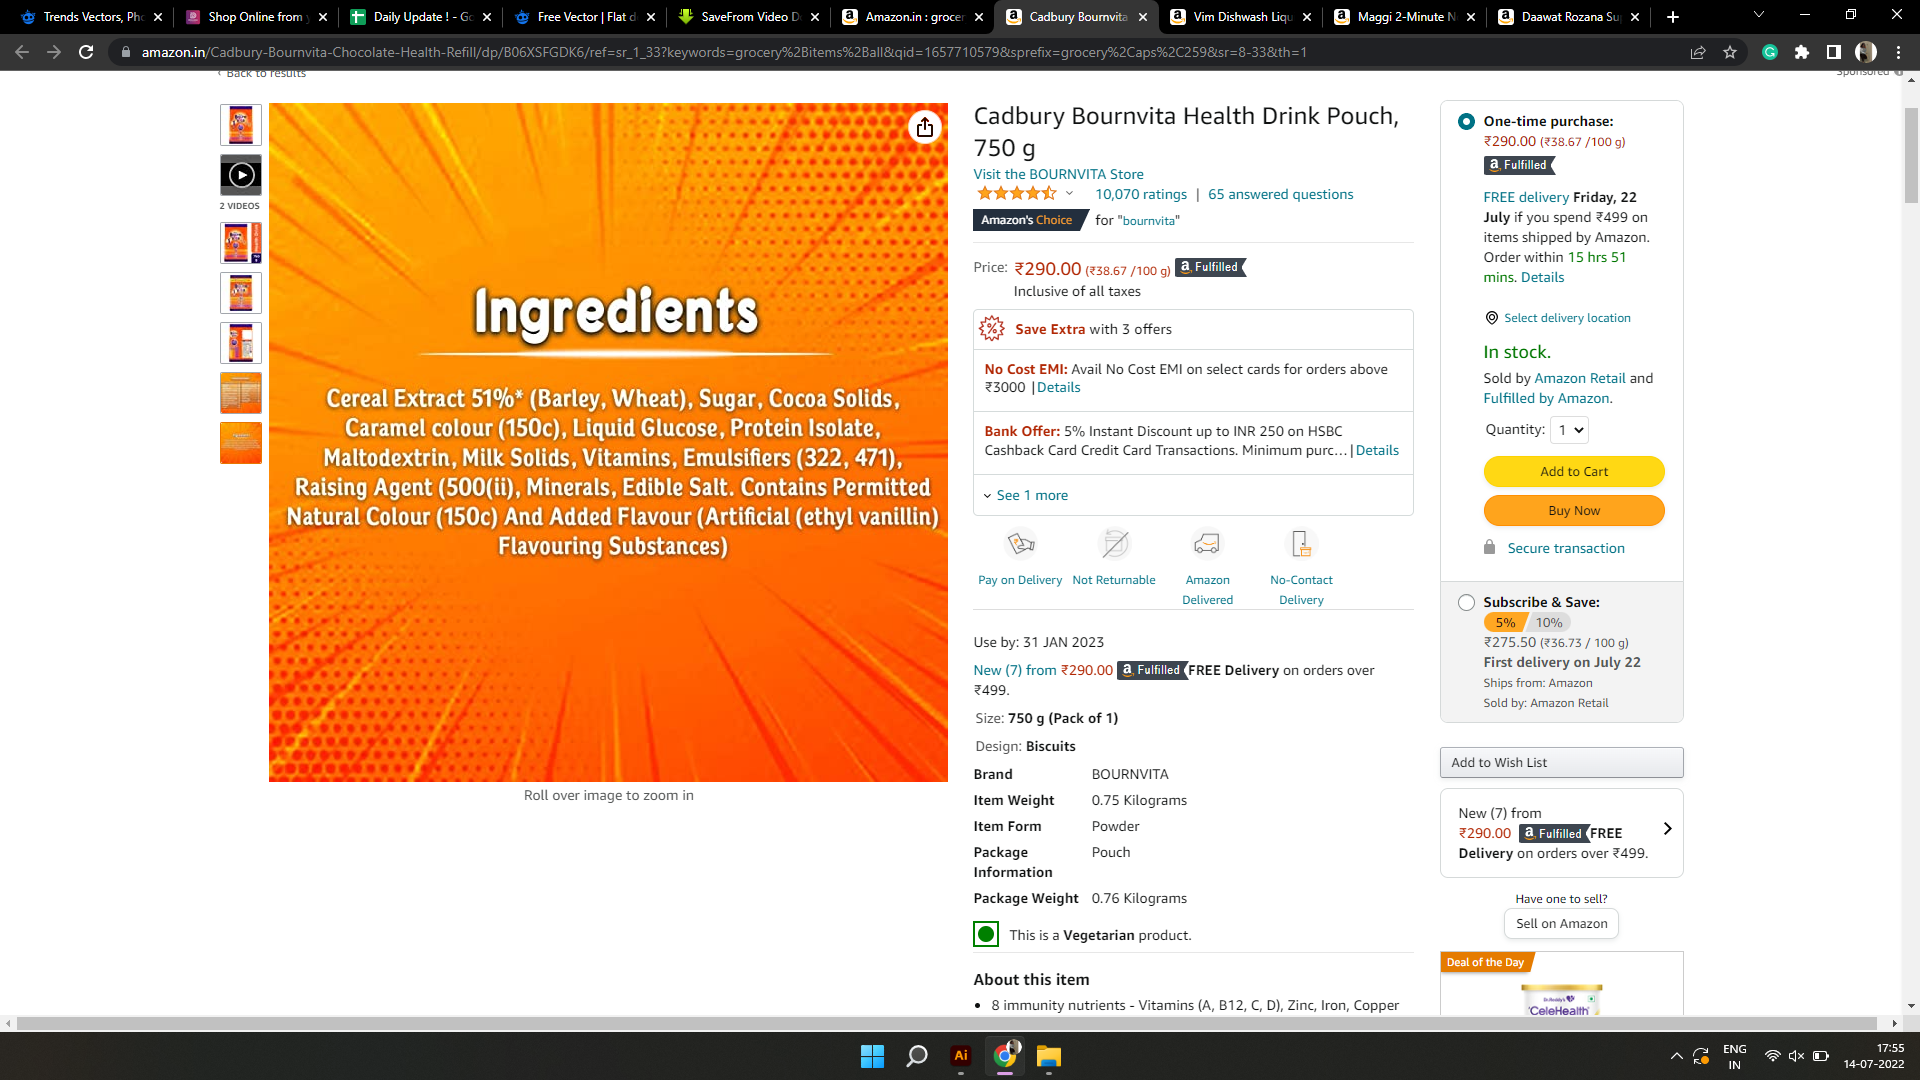 Trends Vectors, Pho
Shop Online from
Daily Update ! - Go
Free Vector | Flat d
SaveFrom Video D
Amazon.in : grocer
Cadbury Bournvita
Vim Dishwash Liqu
Maggi 2-Minute N
Daawat Rozana Su
amazon.in/Cadbury-Bournvita-Chocolate-Health-Refill/dp/B06XSFGDK6/ref=sr_1_33?keywords=grocery%2Bitems%2Ball&qid=1657710579&sprefix=grocery%2Caps%2C259&sr=8-33&th=1
Back to results
Sponsored
2 VIDEOS
Ingredients
Cereal Extract 51%* (Barley, Wheat), Sugar, Cocoa Solids,
Caramel colour (150c), Liquid Glucose, Protein Isolate,
Maltodextrin, Milk Solids, Vitamins, Emulsifiers (322, 471),
Raising Agent (500(ii), Minerals, Edible Salt. Contains Permitted
Natural Colour (150c) And Added Flavour (Artificial (ethyl vanillin)
Flavouring Substances)
Roll over image to zoom in
Cadbury Bournvita Health Drink Pouch,
750 g
Visit the BOURNVITA Store
10,070 ratings | 65 answered questions
Amazon's Choice for "bournvita"
Price: ₹290.00 (₹38.67 /100 g) a Fulfilled
Inclusive of all taxes
Save Extra with 3 offers
No Cost EMI: Avail No Cost EMI on select cards for orders above
₹3000 | Details
Bank Offer: 5% Instant Discount up to INR 250 on HSBC
Cashback Card Credit Card Transactions. Minimum purc... | Details
See 1 more
Pay on Delivery
Not Returnable
Amazon
Delivered
No-Contact
Delivery
Use by: 31 JAN 2023
New (7) from ₹290.00 a Fulfilled FREE Delivery on orders over
₹499.
Size: 750 g (Pack of 1)
Design: Biscuits
Brand BOURNVITA
Item Weight 0.75 Kilograms
Item Form Powder
Package
Information Pouch
Package Weight 0.76 Kilograms
This is a Vegetarian product.
About this item
• 8 immunity nutrients - Vitamins (A, B12, C, D), Zinc, Iron, Copper
One-time purchase:
₹290.00 (₹38.67 /100 g)
a Fulfilled
FREE delivery Friday, 22
July if you spend ₹499 on
items shipped by Amazon.
Order within 15 hrs 51
mins. Details
Select delivery location
In stock.
Sold by Amazon Retail and
Fulfilled by Amazon.
Quantity: 1
Add to Cart
Buy Now
Secure transaction
Subscribe & Save:
5% 10%
₹275.50 (₹36.73 / 100 g)
First delivery on July 22
Ships from: Amazon
Sold by: Amazon Retail
Add to Wish List
New (7) from
₹290.00 a Fulfilled FREE
Delivery on orders over ₹499.
Have one to sell?
Sell on Amazon
Deal of the Day
Dr.Reddy's
CeleHealth
Ai
ENG
IN
17:55
14-07-2022